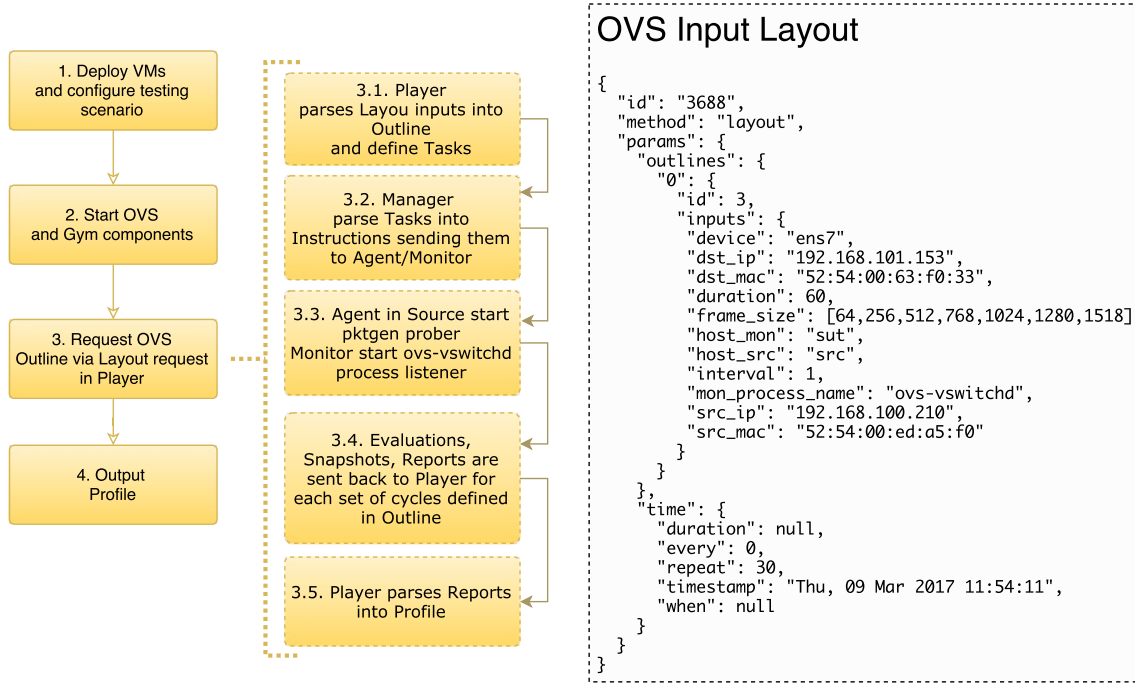 1. Deploy VMs
and configure testing
scenario
2. Start OVS
and Gym components
3. Request OVS
Outline via Layout request
in Player
4. Output
Profile
3.1. Player
parses Layou inputs into
Outline
and define Tasks
3.2. Manager
parse Tasks into
Instructions sending them
to Agent/Monitor
3.3. Agent in Source start
pktgen prober
Monitor start ovs-vswitchd
process listener
3.4. Evaluations,
Snapshots, Reports are
sent back to Player for
each set of cycles defined
in Outline
3.5. Player parses Reports
into Profile
OVS Input Layout
{
"id": "3688",
"method": "layout",
"params": {
"outlines": {
"0": {
"id": 3,
"inputs": {
"device": "ens7",
"dst_ip": "192.168.101.153",
"dst_mac": "52:54:00:63:f0:33",
"duration": 60,
"frame_size": [64,256,512,768,1024,1280,1518]
"host_mon": "sut",
"host_src": "src",
"interval": 1,
"mon_process_name": "ovs-vswitchd",
"src_ip": "192.168.100.210",
"src_mac": "52:54:00:ed:a5:f0"
}
}
},
"time": {
"duration": null,
"every": 0,
"repeat": 30,
"timestamp": "Thu, 09 Mar 2017 11:54:11",
"when": null
}
}
}